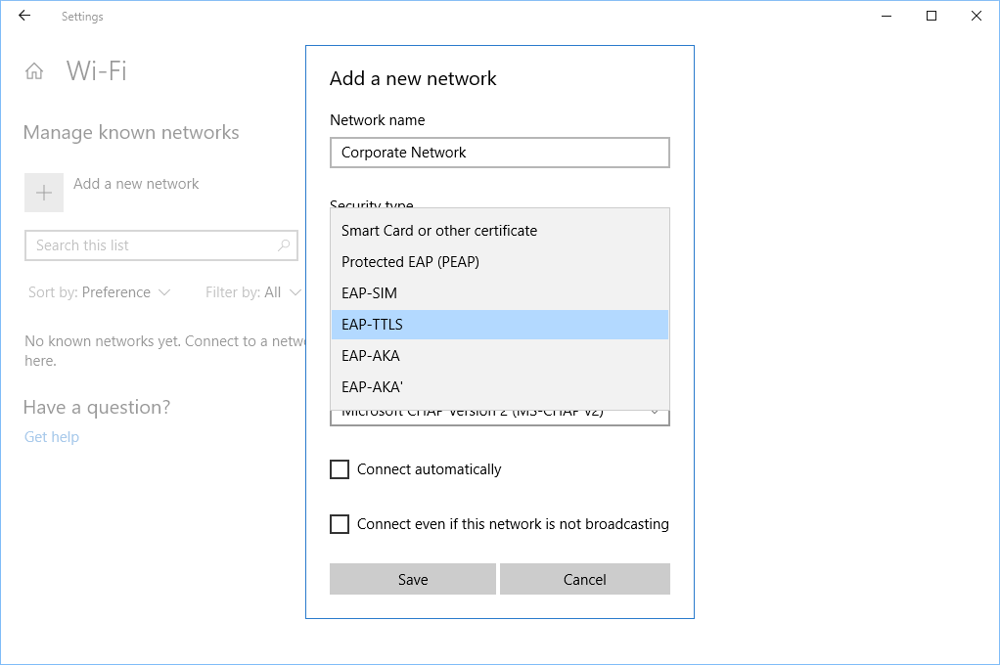 Settings
Wi-Fi
Manage known networks
Add a new network
Search this list
Sort by: Preference
Filter by: All
No known networks yet. Connect to a netw
here.
Have a question?
Get help
Add a new network
Network name
Corporate Network
Security type
Smart Card or other certificate
Protected EAP (PEAP)
EAP-SIM
EAP-TTLS
EAP-AKA
EAP-AKA'
Microsoft CHAP Version 2 (MS-CHAP v2)
Connect automatically
Connect even if this network is not broadcasting
Save
Cancel